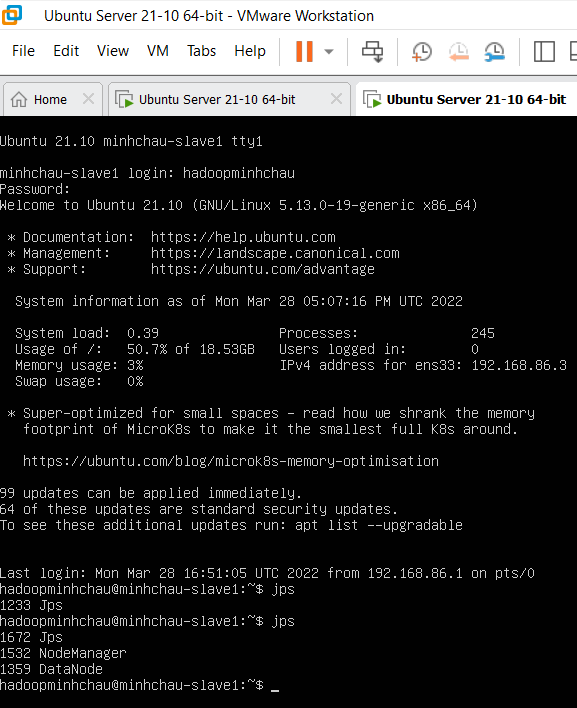 Ubuntu Server 21-10 64-bit - VMware Workstation
File Edit View VM Tabs Help
Home Ubuntu Server 21-10 64-bit Ubuntu Server 21-10 64-bit
Ubuntu 21.10 minhchau-slave1 tty1
minhchau-slave1 login: hadoopminhchau
Password:
Welcome to Ubuntu 21.10 (GNU/Linux 5.13.0-19-generic x86_64)
* Documentation:  https://help.ubuntu.com
* Management:     https://landscape.canonical.com
* Support:        https://ubuntu.com/advantage
System information as of Mon Mar 28 05:07:16 PM UTC 2022
System load:  0.39               Processes:              245
Usage of /:   50.7% of 18.53GB   Users logged in:        0
Memory usage: 3%                 IPv4 address for ens33: 192.168.86.3
Swap usage:   0%
* Super-optimized for small spaces - read how we shrank the memory
footprint of MicroK8s to make it the smallest full K8s around.
https://ubuntu.com/blog/microk8s-memory-optimisation
99 updates can be applied immediately.
64 of these updates are standard security updates.
To see these additional updates run: apt list --upgradable
Last login: Mon Mar 28 16:51:05 UTC 2022 from 192.168.86.1 on pts/0
hadoopminhchau@minhchau-slave1:~$ jps
1233 Jps
hadoopminhchau@minhchau-slave1:~$ jps
1672 Jps
1532 NodeManager
1359 DataNode
hadoopminhchau@minhchau-slave1:~$ _